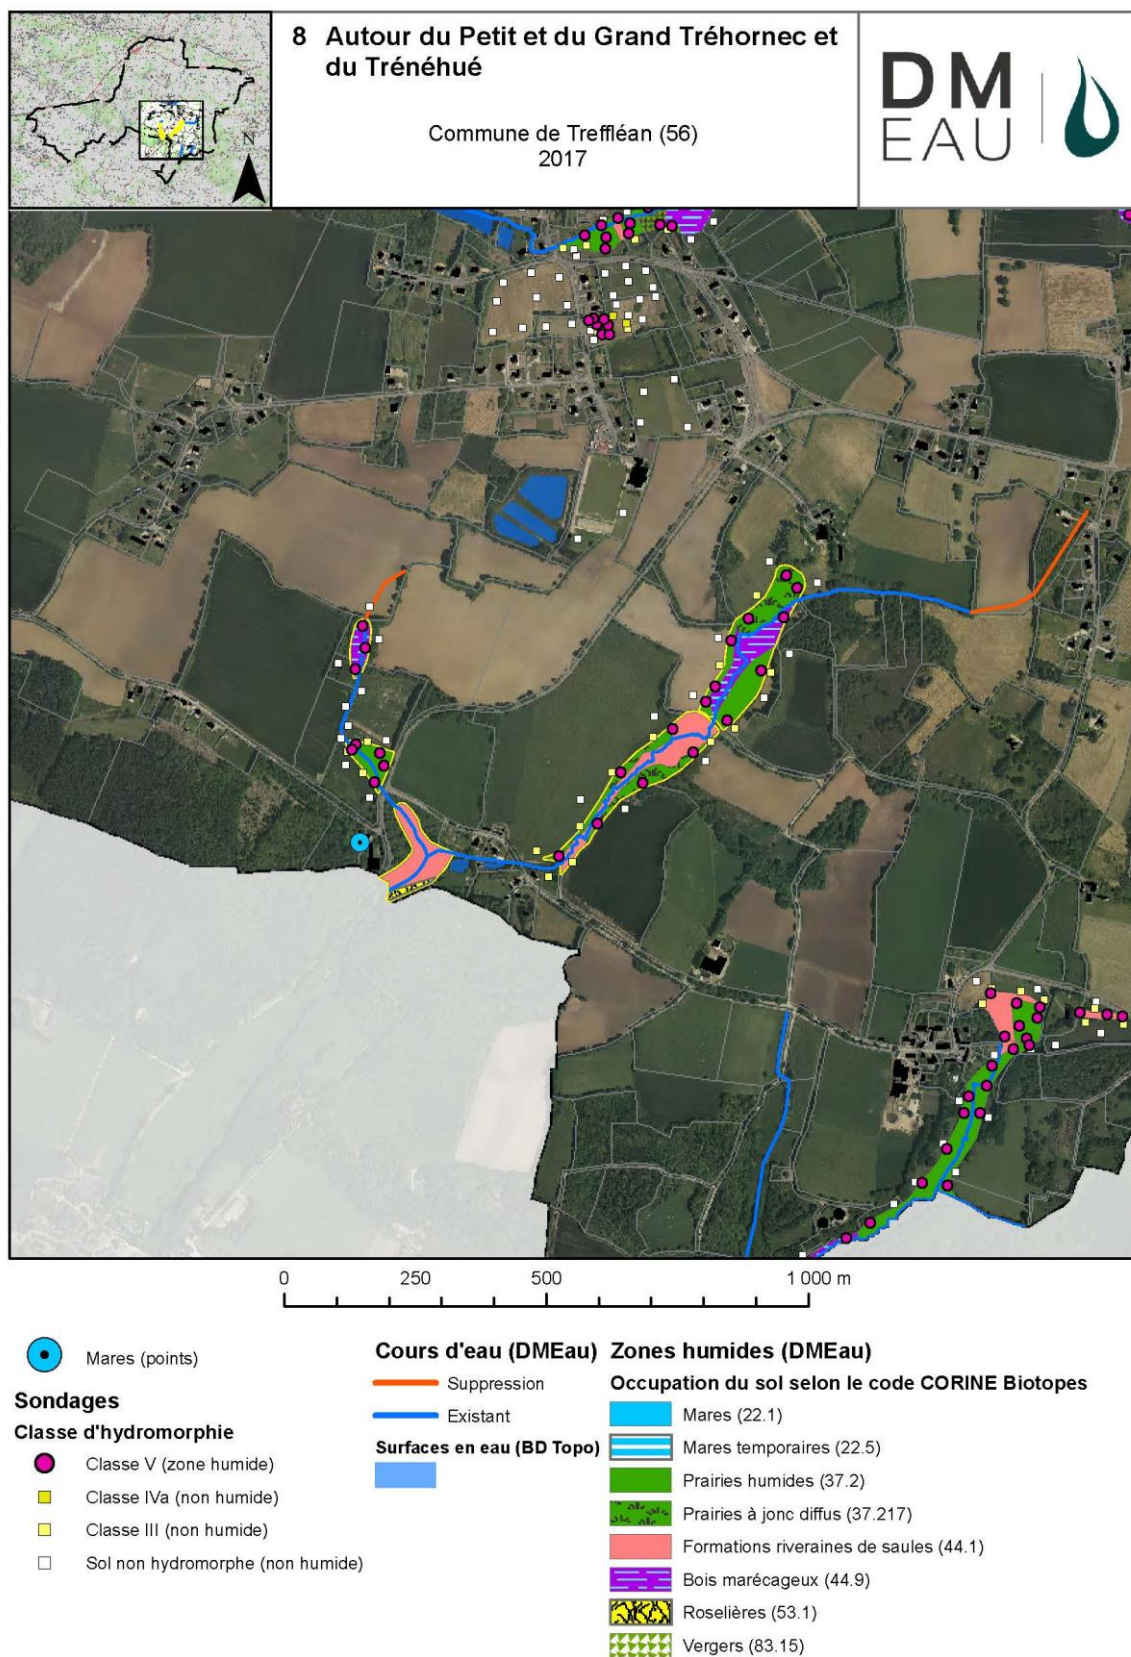 8 Autour du Petit et du Grand Tréhornec et
du Trénéhué
Commune de Treffléan (56)
2017
N
DM
EAU
0 250 500 1 000 m
Mares (points)
Sondages
Classe d'hydromorphie
Classe V (zone humide)
Classe IVa (non humide)
Classe III (non humide)
Sol non hydromorphe (non humide)
Cours d'eau (DMEau)
Suppression
Existant
Surfaces en eau (BD Topo)
Zones humides (DMEau)
Occupation du sol selon le code CORINE Biotopes
Mares (22.1)
Mares temporaires (22.5)
Prairies humides (37.2)
Prairies à jonc diffus (37.217)
Formations riveraines de saules (44.1)
Bois marécageux (44.9)
Roselières (53.1)
Vergers (83.15)